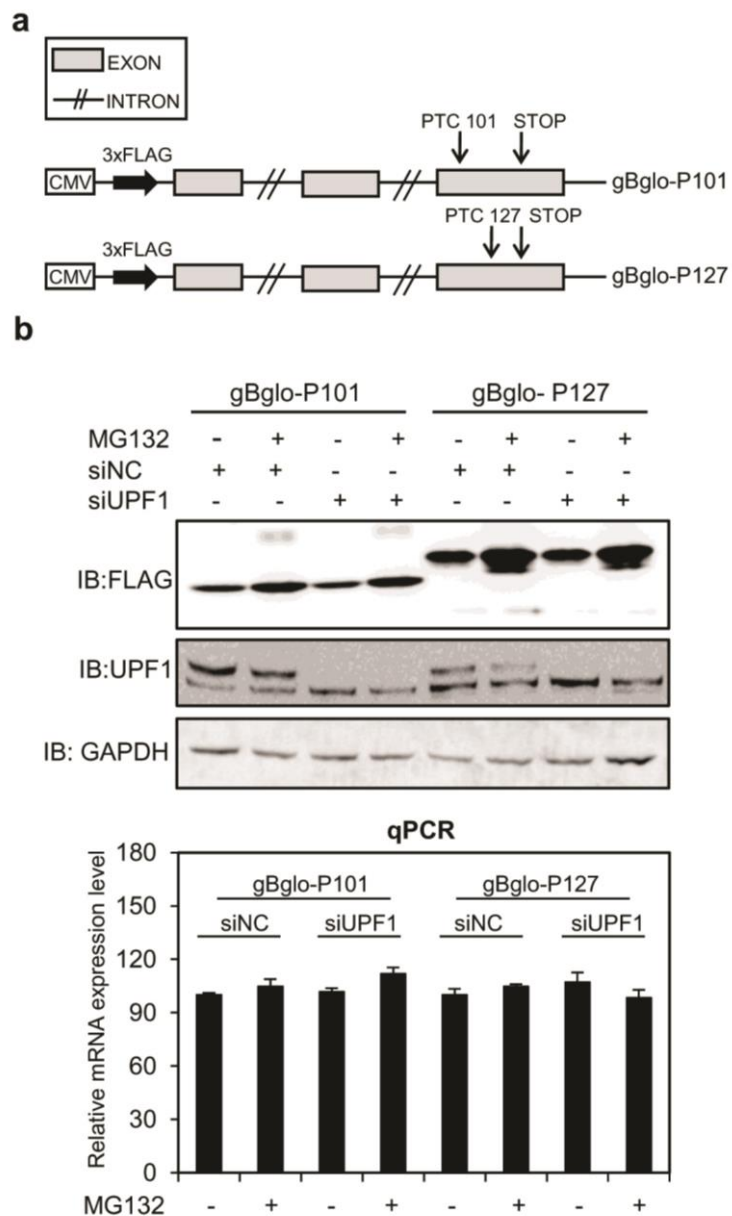 a
EXON
INTRON
PTC 101 STOP
3xFLAG
CMV gBglo-P101
PTC 127 STOP
3xFLAG
CMV gBglo-P127
b
gBglo-P101 gBglo- P127
MG132 - + - + - + - +
siNC + + - - + + - -
siUPF1 - - + + - - + +
IB:FLAG
IB:UPF1
IB: GAPDH
qPCR
Relative mRNA expression level
180
150
120
90
60
30
0
gBglo-P101 gBglo-P127
siNC siUPF1 siNC siUPF1
MG132 - + - + - + - +